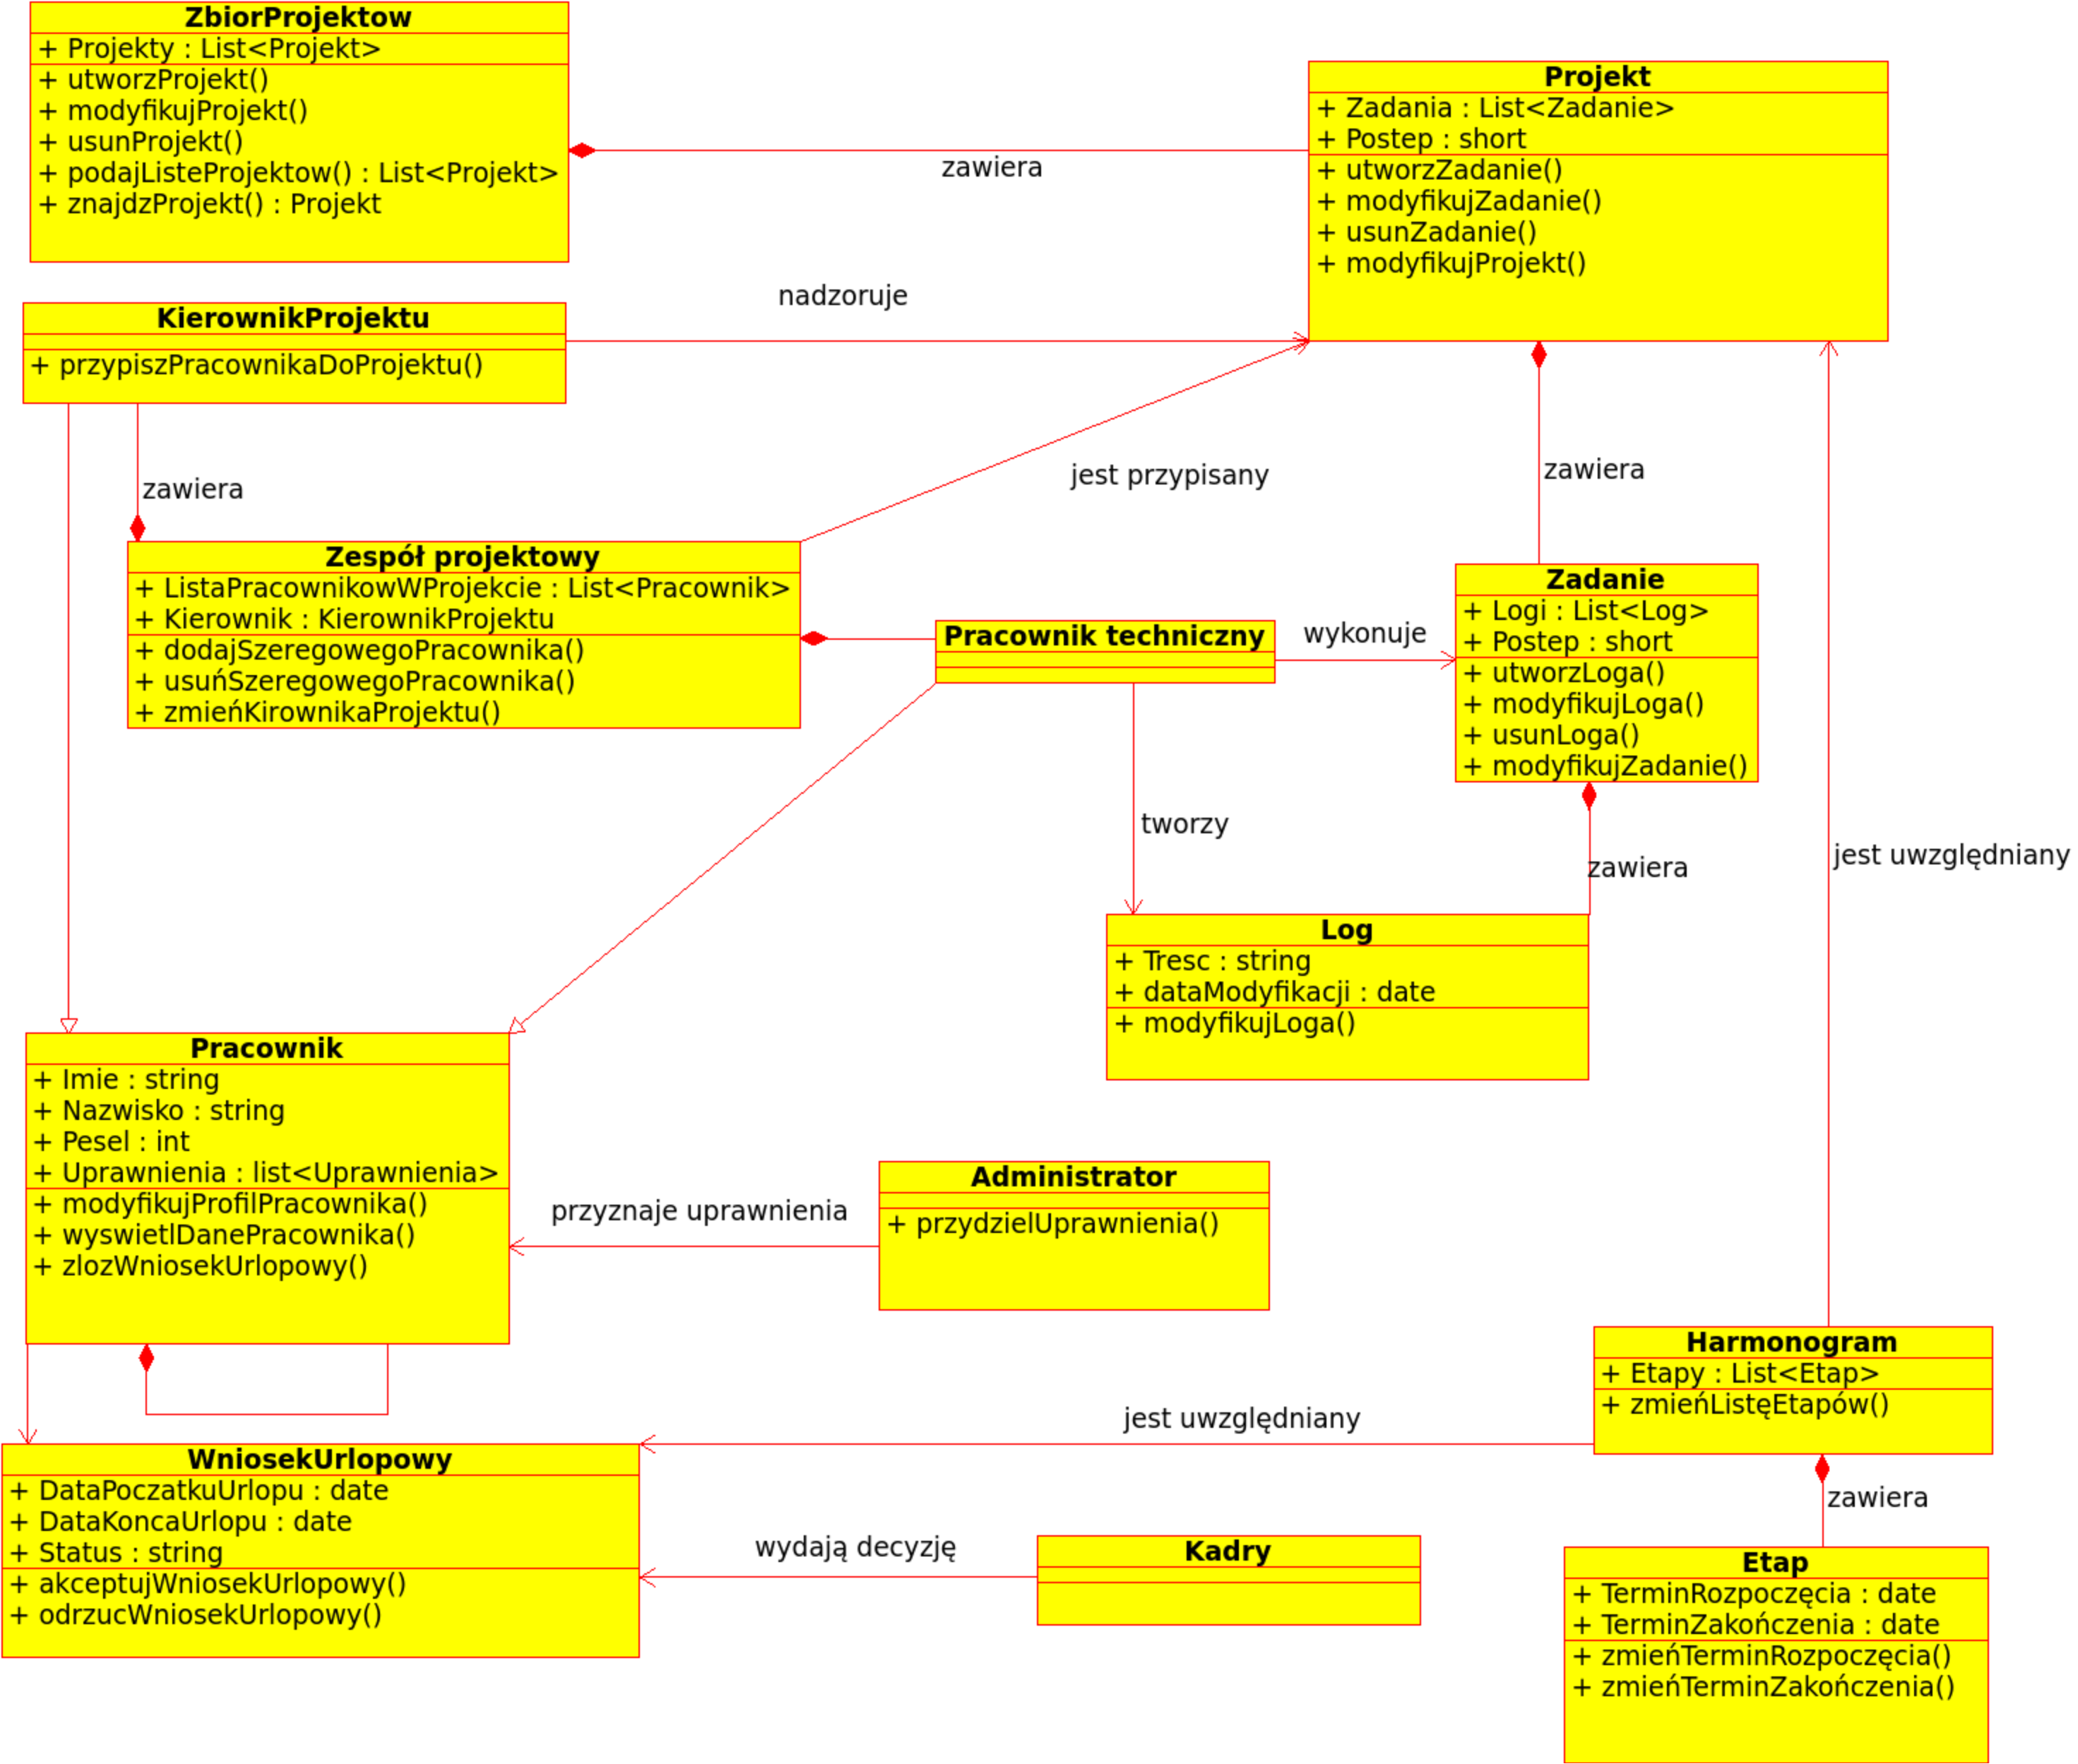 ZbiorProjektow
+ Projekty : List<Projekt>
+ utworzProjekt()
+ modyfikujProjekt()
+ usunProjekt()
+ podajListeProjektow() : List<Projekt>
+ znajdzProjekt() : Projekt
zawiera
Projekt
+ Zadania : List<Zadanie>
+ Postep : short
+ utworzZadanie()
+ modyfikujZadanie()
+ usunZadanie()
+ modyfikujProjekt()
nadzoruje
KierownikProjektu
+ przypiszPracownikaDoProjektu()
zawiera
jest przypisany
zawiera
Zespół projektowy
+ ListaPracownikowWProjekcie : List<Pracownik>
+ Kierownik : KierownikProjektu
+ dodajSzeregowegoPracownika()
+ usuńSzeregowegoPracownika()
+ zmieńKirownikaProjektu()
Pracownik techniczny
wykonuje
Zadanie
+ Logi : List<Log>
+ Postep : short
+ utworzLoga()
+ modyfikujLoga()
+ usunLoga()
+ modyfikujZadanie()
tworzy
zawiera
jest uwzględniany
Log
+ Tresc : string
+ dataModyfikacji : date
+ modyfikujLoga()
Pracownik
+ Imie : string
+ Nazwisko : string
+ Pesel : int
+ Uprawnienia : list<Uprawnienia>
+ modyfikujProfilPracownika()
+ wyswietlDanePracownika()
+ zlozWniosekUrlopowy()
przyznaje uprawnienia
Administrator
+ przydzielUprawnienia()
Harmonogram
+ Etapy : List<Etap>
+ zmieńListęEtapów()
jest uwzględniany
zawiera
WniosekUrlopowy
+ DataPoczatkuUrlopu : date
+ DataKoncaUrlopu : date
+ Status : string
+ akceptujWniosekUrlopowy()
+ odrzucWniosekUrlopowy()
wydają decyzję
Kadry
Etap
+ TerminRozpoczęcia : date
+ TerminZakończenia : date
+ zmieńTerminRozpoczęcia()
+ zmieńTerminZakończenia()